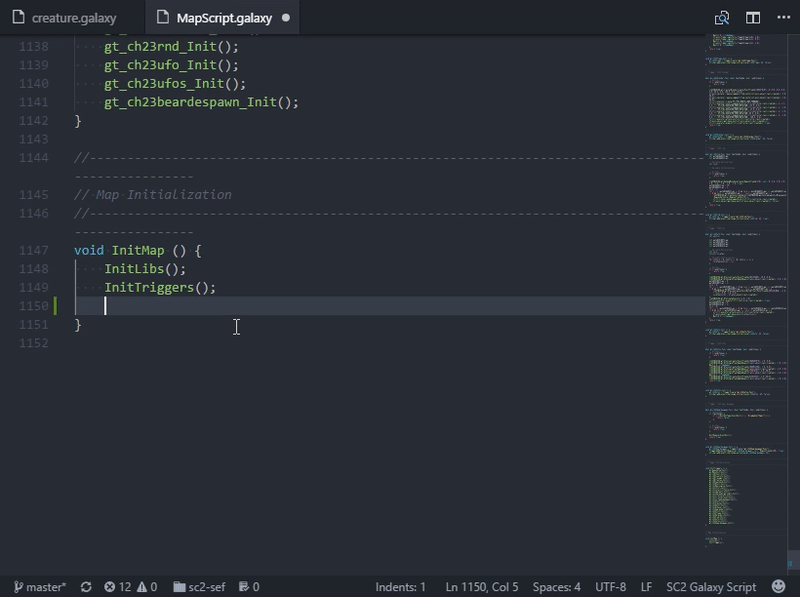 creature.galaxy
MapScript.galaxy
1138 gt_ch23rnd_Init();
1139 gt_ch23ufo_Init();
1140 gt_ch23ufos_Init();
1141 gt_ch23beardespawn_Init();
1142 }
1143
1144 //----------------------------------------------------------------------------------
----------------
1145 // Map Initialization
1146 //----------------------------------------------------------------------------------
----------------
1147 void InitMap () {
1148 InitLibs();
1149 InitTriggers();
1150
1151 }
1152
master* 12 0 sc2-sef 0 Indents: 1 Ln 1150, Col 5 Spaces: 4 UTF-8 LF SC2 Galaxy Script